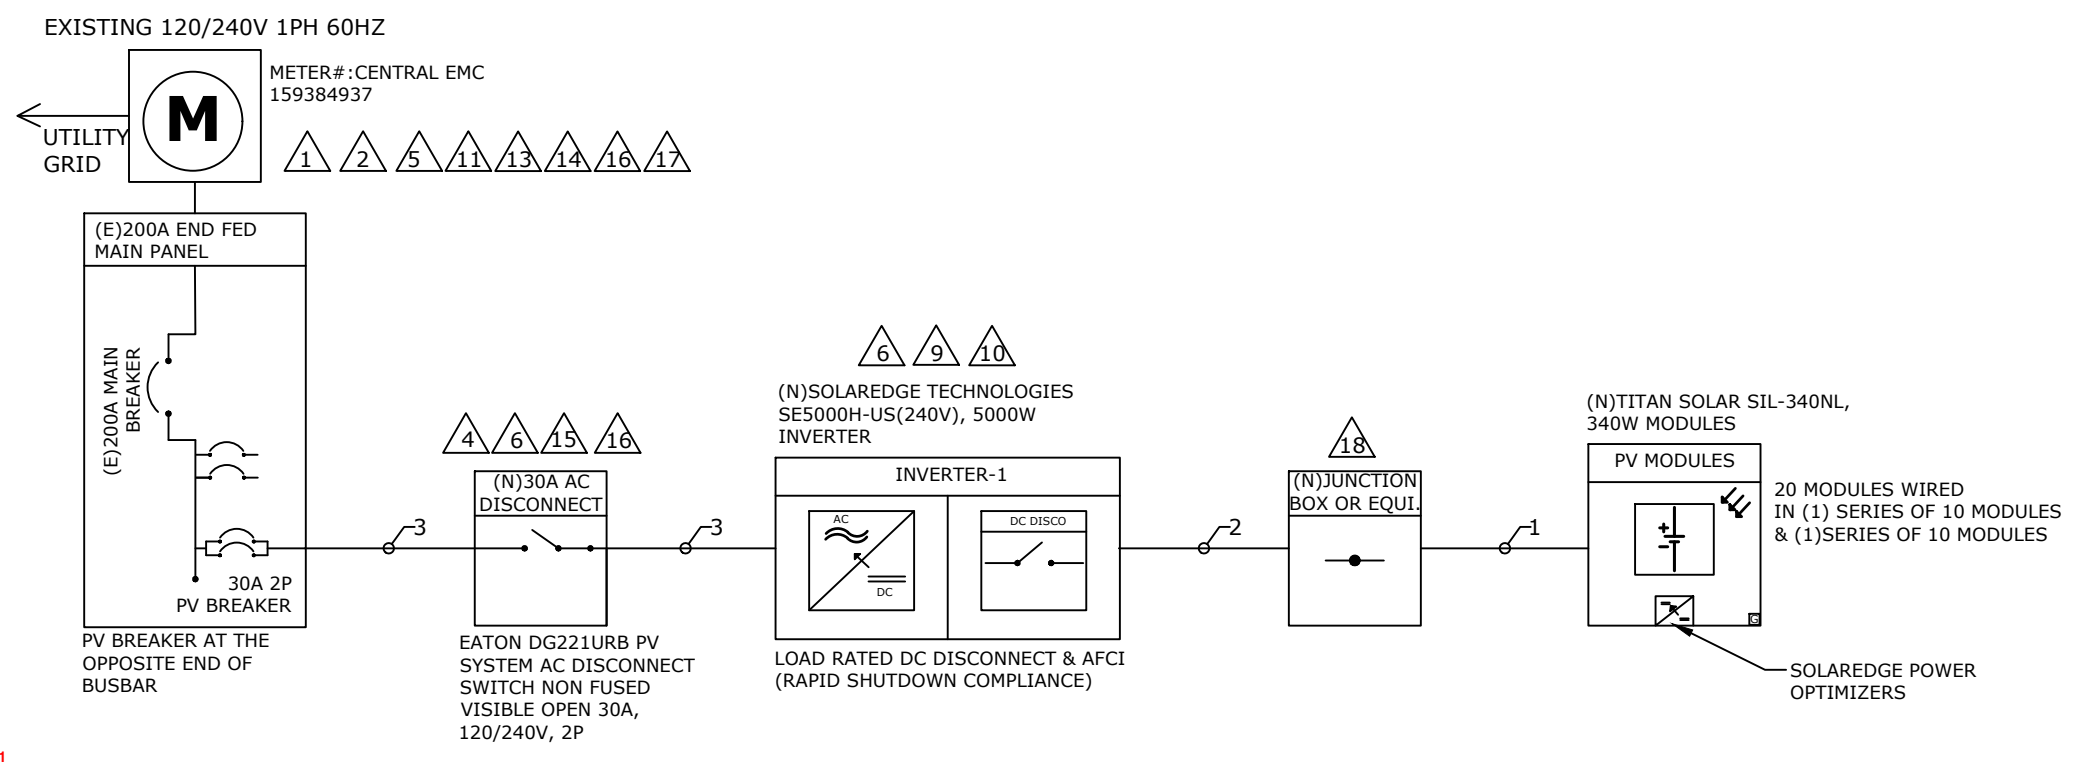 EXISTING 120/240V 1PH 60HZ
METER#:CENTRAL EMC
159384937
M
UTILITY
GRID
1 2 5 11 13 14 16 17
(E)200A END FED
MAIN PANEL
(E)200A MAIN
BREAKER
30A 2P
PV BREAKER
PV BREAKER AT THE
OPPOSITE END OF
BUSBAR
3
4 6 15 16
(N)30A AC
DISCONNECT
EATON DG221URB PV
SYSTEM AC DISCONNECT
SWITCH NON FUSED
VISIBLE OPEN 30A,
120/240V, 2P
3
6 9 10
(N)SOLAREDGE TECHNOLOGIES
SE5000H-US(240V), 5000W
INVERTER
INVERTER-1
AC
DC
DC DISCO
LOAD RATED DC DISCONNECT & AFCI
(RAPID SHUTDOWN COMPLIANCE)
2
18
(N)JUNCTION
BOX OR EQUI.
1
(N)TITAN SOLAR SIL-340NL,
340W MODULES
PV MODULES
+
-
G
20 MODULES WIRED
IN (1) SERIES OF 10 MODULES
& (1)SERIES OF 10 MODULES
SOLAREDGE POWER
OPTIMIZERS
1